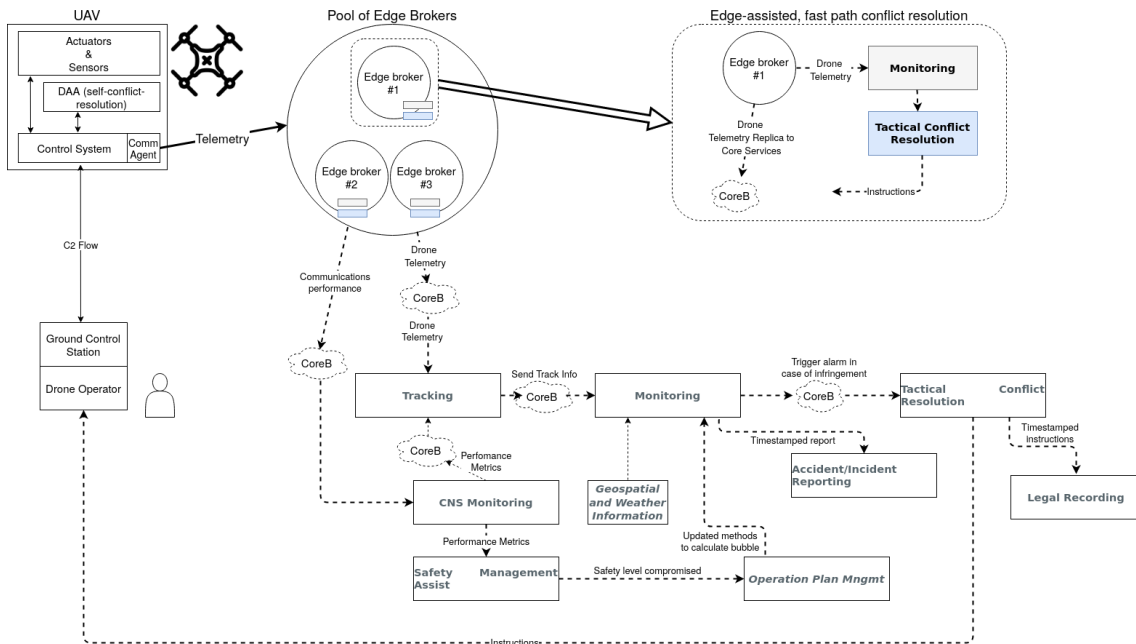 UAV
Pool of Edge Brokers
Edge-assisted, fast path conflict resolution
Actuators
&
Sensors
DAA (self-conflict-
resolution)
Control System
Comm
Agent
Telemetry
Edge broker
#1
Edge broker
#2
Edge broker
#3
Edge broker
#1
Drone
Telemetry
Monitoring
Tactical Conflict
Resolution
Drone
Telemetry Replica to
Core Services
CoreB
Instructions
C2 Flow
Communications
performance
Drone
Telemetry
CoreB
Drone
Telemetry
CoreB
Ground Control
Station
Drone Operator
Tracking
Send Track Info
CoreB
Monitoring
Trigger alarm in
case of infringement
CoreB
Tactical Conflict
Resolution
CoreB
Perfomance
Metrics
Timestamped report
Timestamped
instructions
Accident/Incident
Reporting
CNS Monitoring
Geospatial
and Weather
Information
Legal Recording
Performance Metrics
Updated methods
to calculate bubble
Safety Management
Assist
Safety level compromised
Operation Plan Mngmt
Instructions